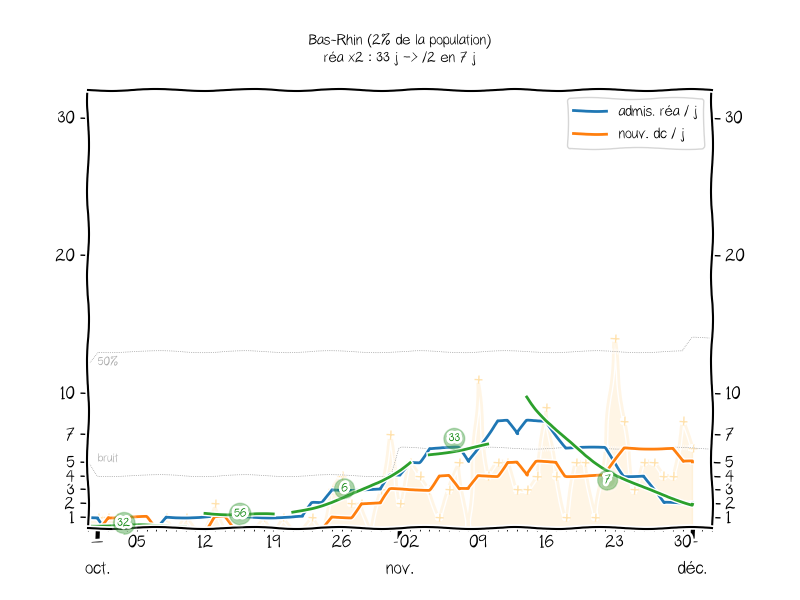 Bas-Rhin (2% de la population)
réa x2 : 33 j -> /2 en 7 j
admis. réa / j
nouv. dc / j
30 30
20 20
50%
10 10
7 7
33
bruit
5 5
4 4
3 6 7 3
2 2
1 32 56 1
05 12 19 26 02 09 16 23 30
oct. nov. déc.